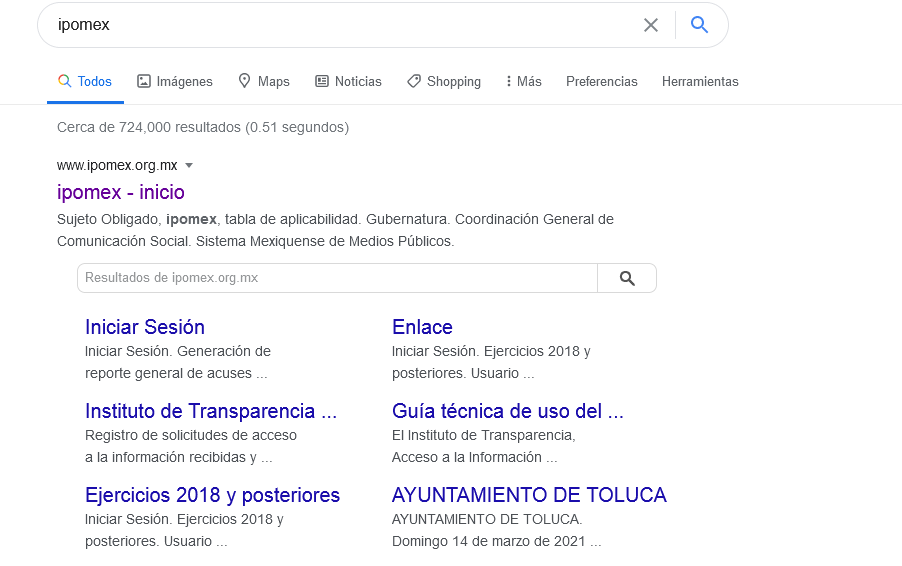 ipomex
Todos Imágenes Maps Noticias Shopping Más Preferencias Herramientas
Cerca de 724,000 resultados (0.51 segundos)
www.ipomex.org.mx
ipomex - inicio
Sujeto Obligado, ipomex, tabla de aplicabilidad. Gubernatura. Coordinación General de
Comunicación Social. Sistema Mexiquense de Medios Públicos.
Resultados de ipomex.org.mx
Iniciar Sesión
Iniciar Sesión. Generación de
reporte general de acuses ...
Enlace
Iniciar Sesión. Ejercicios 2018 y
posteriores. Usuario ...
Instituto de Transparencia ...
Registro de solicitudes de acceso
a la información recibidas y ...
Guía técnica de uso del ...
El Instituto de Transparencia,
Acceso a la Información ...
Ejercicios 2018 y posteriores
Iniciar Sesión. Ejercicios 2018 y
posteriores. Usuario ...
AYUNTAMIENTO DE TOLUCA
AYUNTAMIENTO DE TOLUCA.
Domingo 14 de marzo de 2021 ...